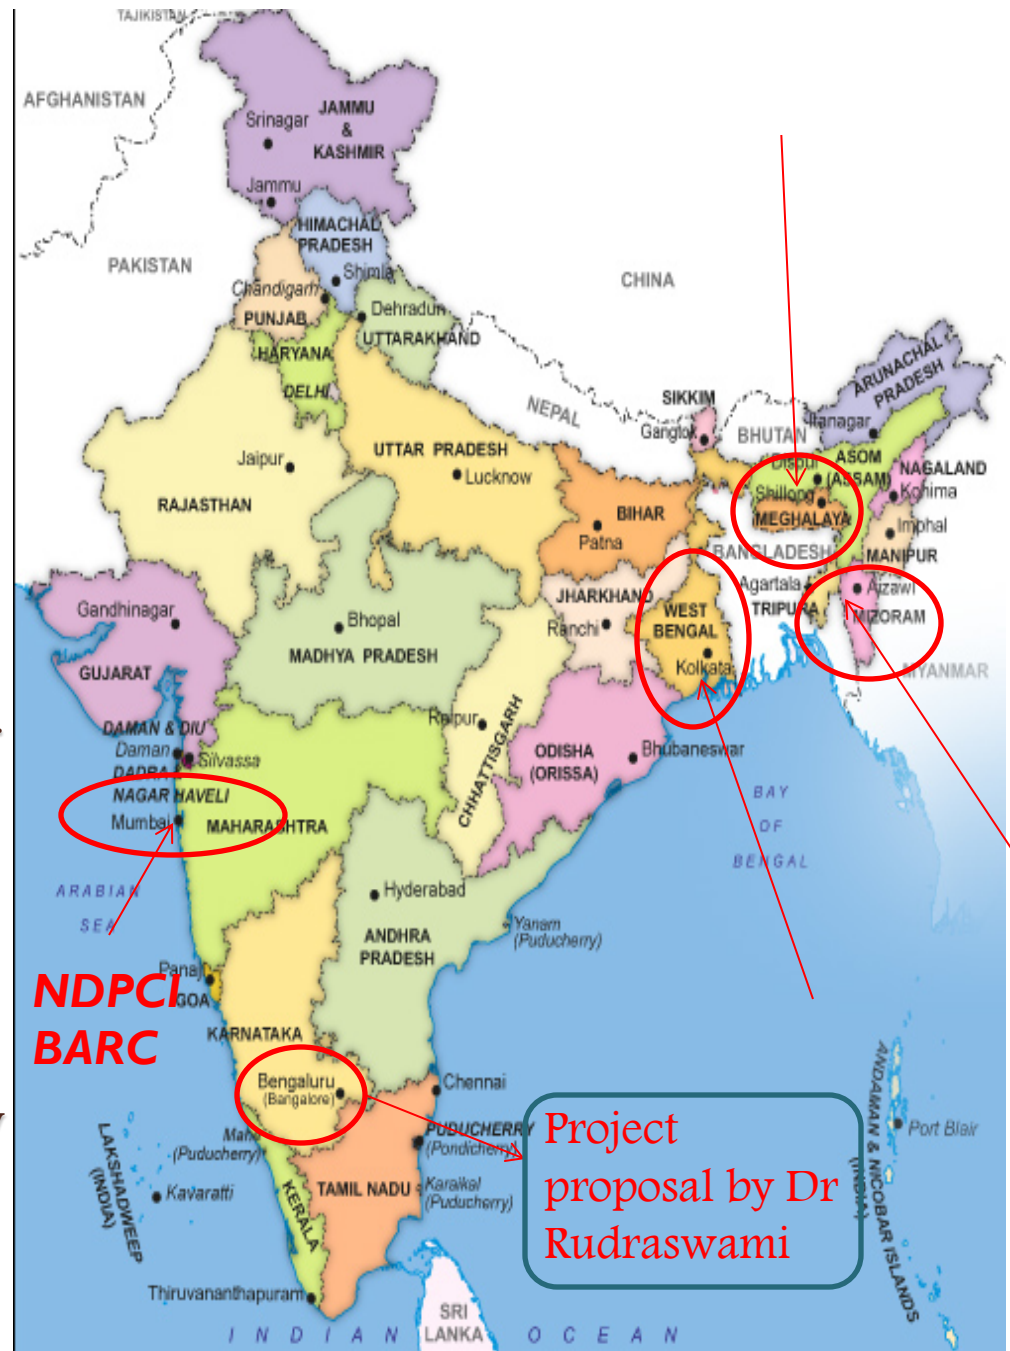 TAJIKISTAN
AFGHANISTAN
JAMMU
&
KASHMIR
Srinagar
Jammu
HIMACHAL
PRADESH
Shimla
PAKISTAN
CHINA
Chandigarh
PUNJAB
Dehradun
UTTARAKHAND
HARYANA
DELHI
ARUNACHAL
PRADESH
SIKKIM
NEPAL
Gangtok
BHUTAN
Itanagar
Dispur
ASOM
(ASSAM)
NAGALAND
Kohima
Jaipur
UTTAR PRADESH
Lucknow
RAJASTHAN
BIHAR
Patna
Shillong
MEGHALAYA
Imphal
MANIPUR
BANGLADESH
Agartala
TRIPURA
Aizawl
MIZORAM
MYANMAR
JHARKHAND
Ranchi
WEST
BENGAL
Kolkata
Gandhinagar
Bhopal
MADHYA PRADESH
GUJARAT
DAMAN & DIU
Daman
Silvassa
DADRA
NAGAR HAVELI
Mumbai
MAHARASHTRA
Raipur
CHHATTISGARH
ODISHA
(ORISSA)
Bhubaneswar
BAY
OF
BENGAL
ARABIAN
SEA
Hyderabad
ANDHRA
PRADESH
Yanam
(Puducherry)
Panaji
GOA
NDPCI
BARC
KARNATAKA
Bengaluru
(Bangalore)
Chennai
Mahe
(Puducherry)
PUDUCHERRY
(Pondicherry)
Karaikal
(Puducherry)
TAMIL NADU
KERALA
LAKSHADWEEP
(INDIA)
Kavaratti
Thiruvananthapuram
Project
proposal by Dr
Rudraswami
ANDAMAN & NICOBAR ISLANDS
(INDIA)
Port Blair
SRI
LANKA
INDIAN OCEAN